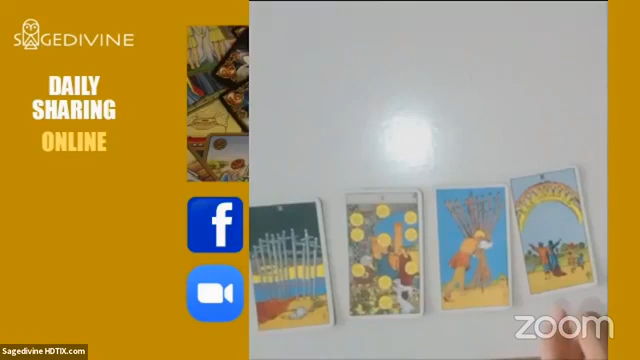 SAGEDIVINE
DAILY
SHARING
ONLINE
f
X
zoom
Sagedivine HDTIX.com